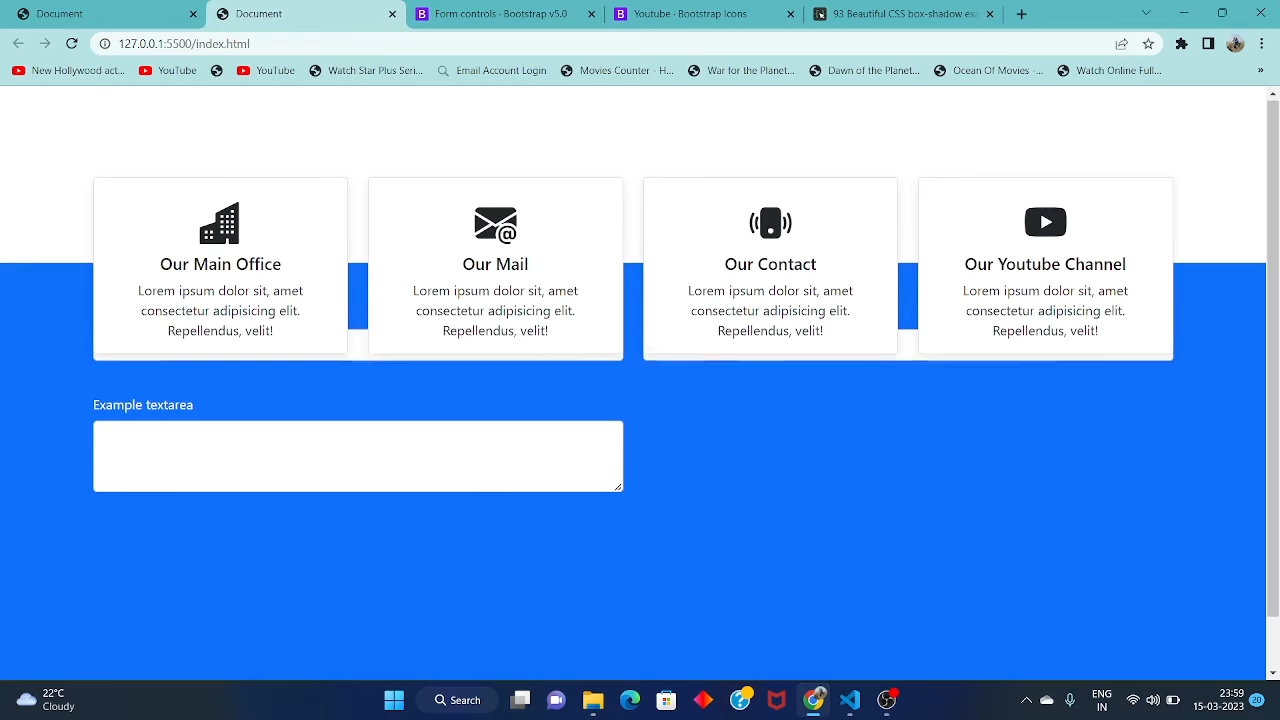 Document
Document
Form controls · Bootstrap v5.0
Youtube · Bootstrap Icons
93 Beautiful CSS box-shadow exa
127.0.0.1:5500/index.html
New Hollywood act...
YouTube
YouTube
Watch Star Plus Seri...
Email Account Login
Movies Counter - H...
War for the Planet...
Dawn of the Planet...
Ocean Of Movies -...
Watch Online Full...
»
Our Main Office
Lorem ipsum dolor sit, amet
consectetur adipisicing elit.
Repellendus, velit!
Our Mail
Lorem ipsum dolor sit, amet
consectetur adipisicing elit.
Repellendus, velit!
Our Contact
Lorem ipsum dolor sit, amet
consectetur adipisicing elit.
Repellendus, velit!
Our Youtube Channel
Lorem ipsum dolor sit, amet
consectetur adipisicing elit.
Repellendus, velit!
Example textarea
22°C
Cloudy
Search
ENG
IN
23:59
15-03-2023
20